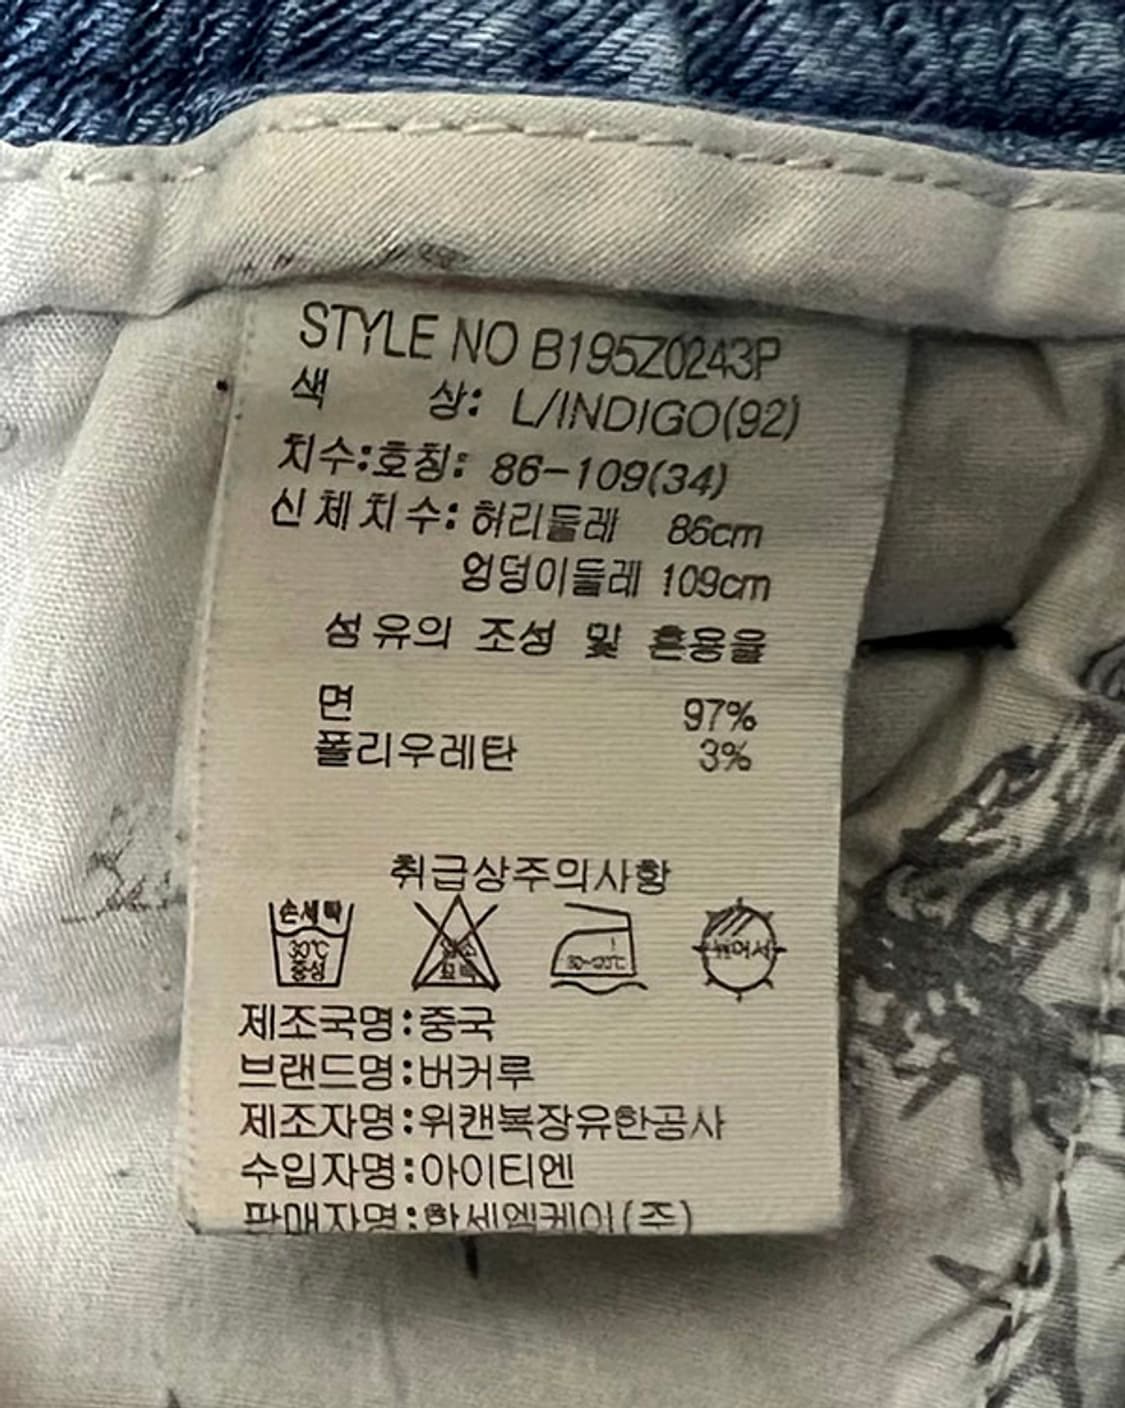 STYLE NO B195Z0243P
색 상: L/INDIGO(92)
치수:호칭: 86-109(34)
신체치수:허리둘레 86cm
엉덩이둘레 109cm
섬유의 조성 및 혼용율
면 97%
폴리우레탄 3%
취급상주의사항
손세탁
30℃
중성
80-120℃
뉘어서
제조국명:중국
브랜드명:버커루
제조자명:위캔복장유한공사
수입자명:아이티엔
판매자명:한세엠케이(주)